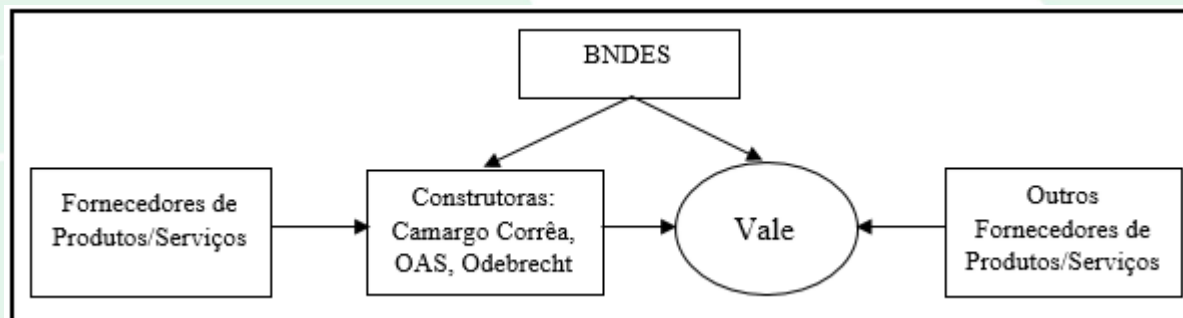 BNDES
Fornecedores de
Produtos/Serviços
Construtoras:
Camargo Corrêa,
OAS, Odebrecht
Vale
Outros
Fornecedores de
Produtos/Serviços